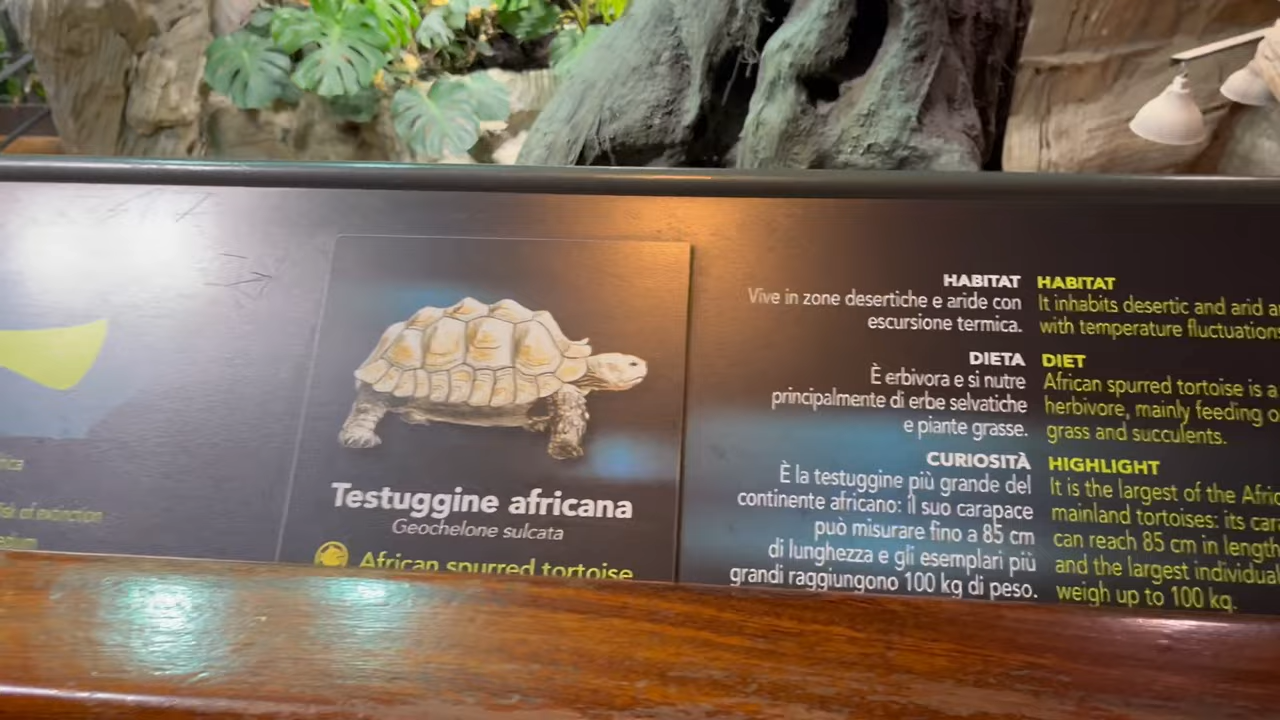 risk of extinction
Testuggine africana
Geochelone sulcata
African spurred tortoise
HABITAT
Vive in zone desertiche e aride con
escursione termica.
DIETA
È erbivora e si nutre
principalmente di erbe selvatiche
e piante grasse.
CURIOSITÀ
È la testuggine più grande del
continente africano: il suo carapace
può misurare fino a 85 cm
di lunghezza e gli esemplari più
grandi raggiungono 100 kg di peso.
HABITAT
It inhabits desertic and arid
with temperature
DIET
African spurred tortoise is a
herbivore, mainly feeding
grass and succulents.
HIGHLIGHT
It is the largest of the
mainland tortoises: its
can reach 85 cm in length
and the largest
weigh up to 100 kg.